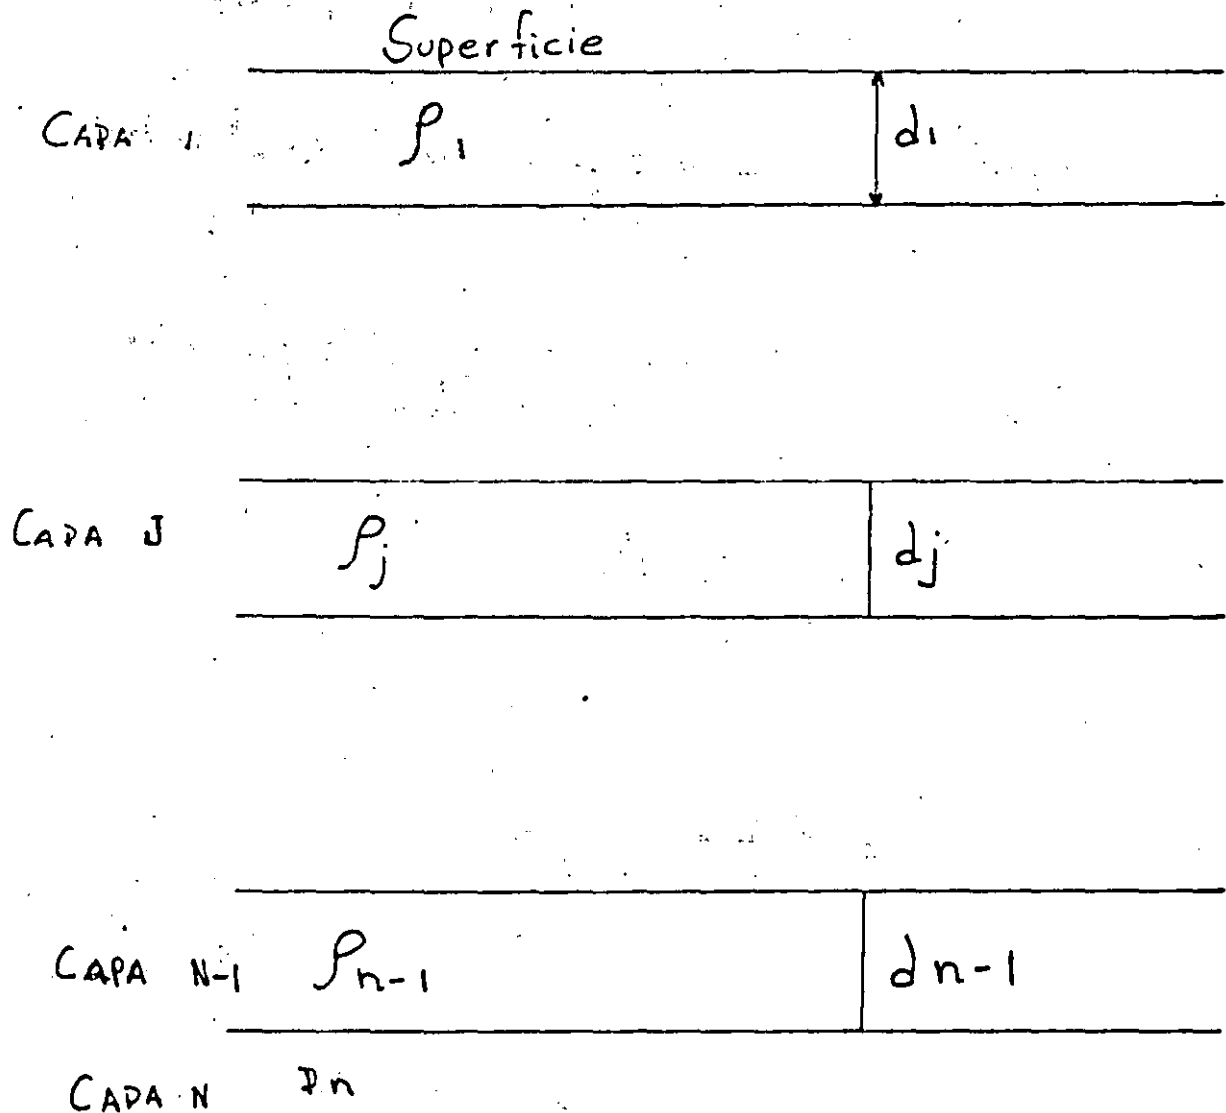 Superficie
CAPA 1 ρ1 d1
CAPA J ρj dj
CAPA N-1 ρn-1 dn-1
CAPA N ρn